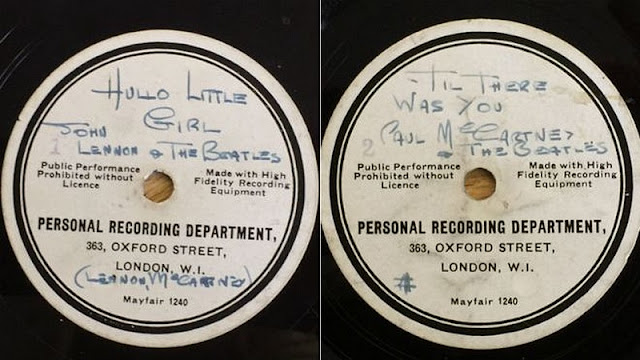 Hullo Little
Girl
John
1 Lennon & The Beatles
Public Performance
Prohibited without
Licence
Made with High
Fidelity Recording
Equipment
PERSONAL RECORDING DEPARTMENT,
363, OXFORD STREET,
LONDON, W.I.
(Lennon, McCartney)
Mayfair 1240
'Til There
Was You
Paul McCartney
2 & The Beatles
Public Performance
Prohibited without
Licence
Made with High
Fidelity Recording
Equipment
PERSONAL RECORDING DEPARTMENT,
363, OXFORD STREET,
LONDON, W.I.
#
Mayfair 1240